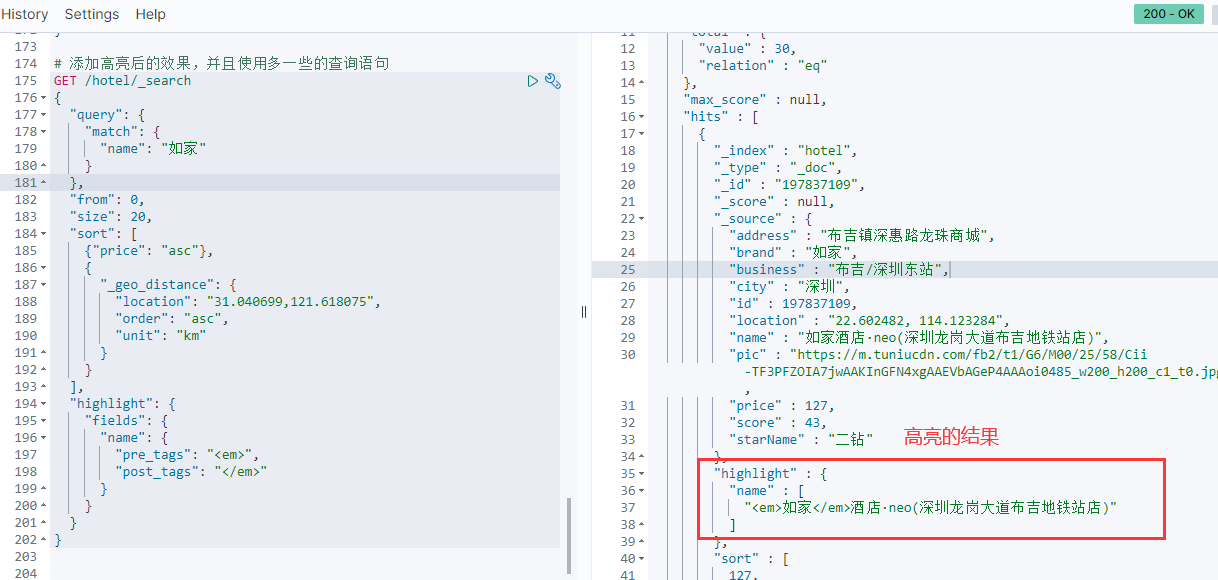 History Settings Help
200 - OK
173
174 # 添加高亮后的效果，并且使用多一些的查询语句
175 GET /hotel/_search
176 {
177 "query": {
178 "match": {
179 "name": "如家"
180 }
181 },
182 "from": 0,
183 "size": 20,
184 "sort": [
185 {"price": "asc"},
186 {
187 "_geo_distance": {
188 "location": "31.040699,121.618075",
189 "order": "asc",
190 "unit": "km"
191 }
192 }
193 ],
194 "highlight": {
195 "fields": {
196 "name": {
197 "pre_tags": "<em>",
198 "post_tags": "</em>"
199 }
200 }
201 }
202 }
203
204
12 "value" : 30,
13 "relation" : "eq"
14 },
15 "max_score" : null,
16 "hits" : [
17 {
18 "_index" : "hotel",
19 "_type" : "_doc",
20 "_id" : "197837109",
21 "_score" : null,
22 "_source" : {
23 "address" : "布吉镇深惠路龙珠商城",
24 "brand" : "如家",
25 "business" : "布吉/深圳东站",
26 "city" : "深圳",
27 "id" : 197837109,
28 "location" : "22.602482, 114.123284",
29 "name" : "如家酒店·neo(深圳龙岗大道布吉地铁站店)",
30 "pic" : "https://m.tuniucdn.com/fb2/t1/G6/M00/25/58/Cii
-TF3PFZOIA7jwAAKInGFN4xgAAEVbAGeP4AAAoi0485_w200_h200_c1_t0.jpg
,
31 "price" : 127,
32 "score" : 43,
33 "starName" : "二钻"
高亮的结果
34 },
35 "highlight" : {
36 "name" : [
37 "<em>如家</em>酒店·neo(深圳龙岗大道布吉地铁站店)"
38 ]
39 },
40 "sort" : [
41 127,